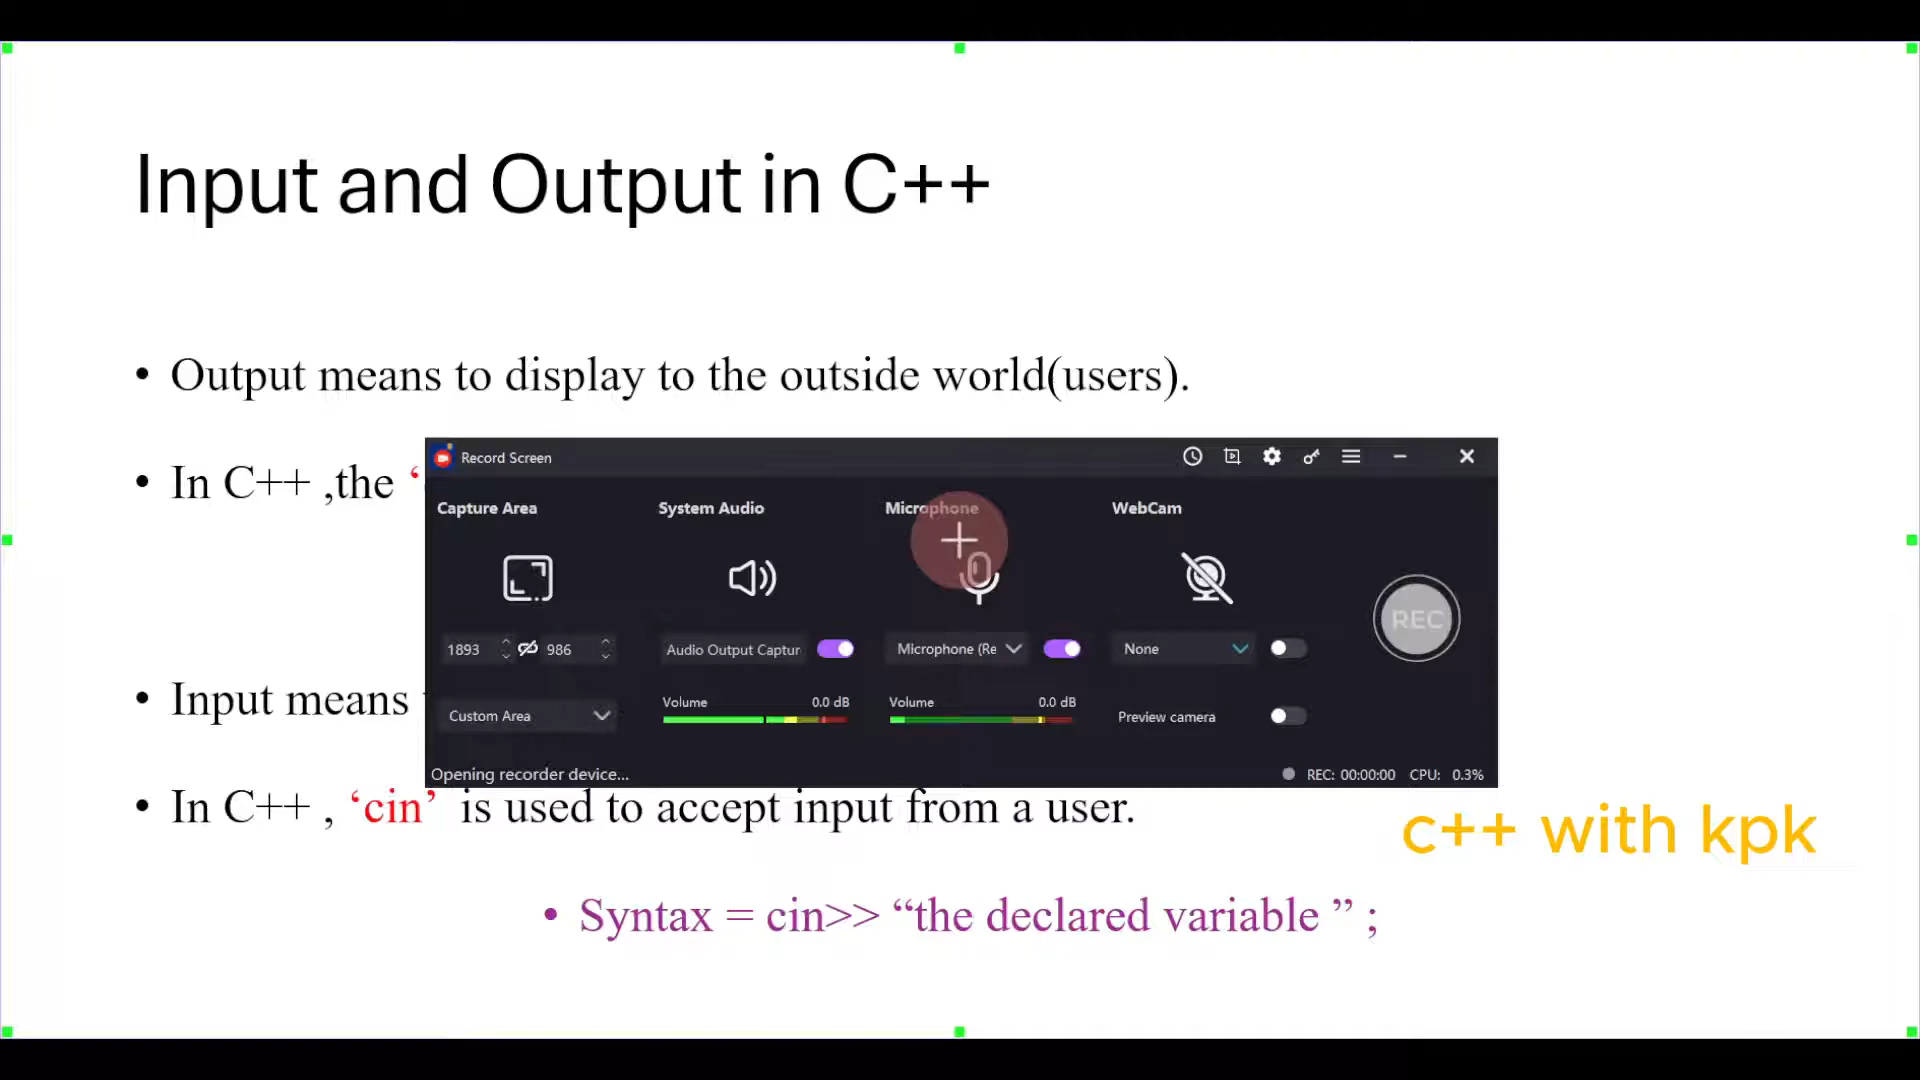 Input and Output in C++
• Output means to display to the outside world(users).
• In C++ ,the ‘
Record Screen
Capture Area
System Audio
Microphone
WebCam
REC
1893
986
Audio Output Captur
Microphone (Re
None
Custom Area
Volume 0.0 dB
Volume 0.0 dB
Preview camera
Opening recorder device...
REC: 00:00:00 CPU: 0.3%
• Input means
• In C++ , ‘cin’ is used to accept input from a user.
c++ with kpk
• Syntax = cin>> “the declared variable ” ;